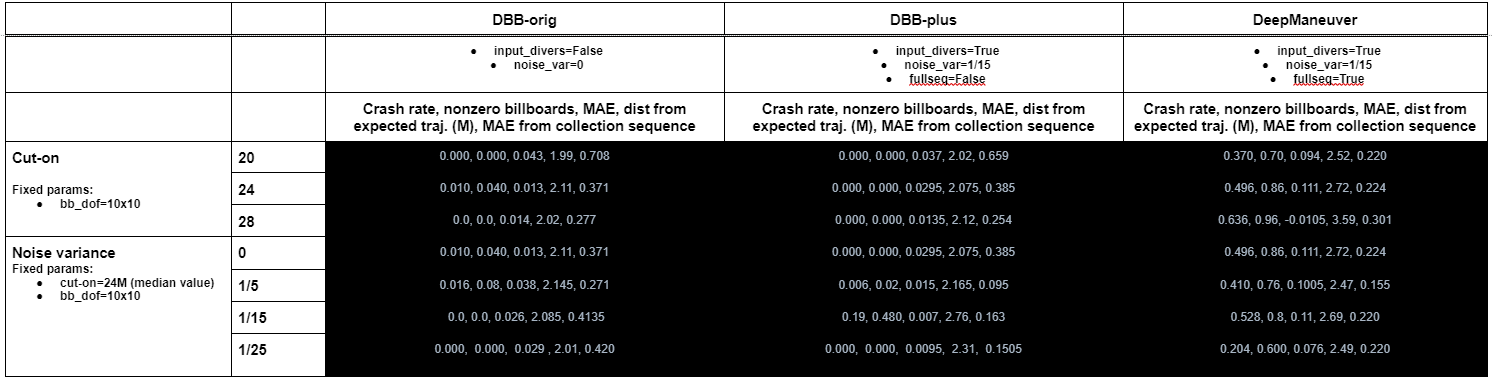 DBB-orig DBB-plus DeepManeuver
● input_divers=False ● input_divers=True ● input_divers=True
● noise_var=0 ● noise_var=1/15 ● noise_var=1/15
● fullseq=False ● fullseq=True
Crash rate, nonzero billboards, MAE, dist from Crash rate, nonzero billboards, MAE, dist from Crash rate, nonzero billboards, MAE, dist from
expected traj. (M), MAE from collection sequence expected traj. (M), MAE from collection sequence expected traj. (M), MAE from collection sequence
Cut-on 20 0.000, 0.000, 0.043, 1.99, 0.708 0.000, 0.000, 0.037, 2.02, 0.659 0.370, 0.70, 0.094, 2.52, 0.220
Fixed params: 24 0.010, 0.040, 0.013, 2.11, 0.371 0.000, 0.000, 0.0295, 2.075, 0.385 0.496, 0.86, 0.111, 2.72, 0.224
● bb_dof=10x10
28 0.0, 0.0, 0.014, 2.02, 0.277 0.000, 0.000, 0.0135, 2.12, 0.254 0.636, 0.96, -0.0105, 3.59, 0.301
Noise variance 0 0.010, 0.040, 0.013, 2.11, 0.371 0.000, 0.000, 0.0295, 2.075, 0.385 0.496, 0.86, 0.111, 2.72, 0.224
Fixed params:
● cut-on=24M (median value) 1/5 0.016, 0.08, 0.038, 2.145, 0.271 0.006, 0.02, 0.015, 2.165, 0.095 0.410, 0.76, 0.1005, 2.47, 0.155
● bb_dof=10x10
1/15 0.0, 0.0, 0.026, 2.085, 0.4135 0.19, 0.480, 0.007, 2.76, 0.163 0.528, 0.8, 0.11, 2.69, 0.220
1/25 0.000, 0.000, 0.029 , 2.01, 0.420 0.000, 0.000, 0.0095, 2.31, 0.1505 0.204, 0.600, 0.076, 2.49, 0.220